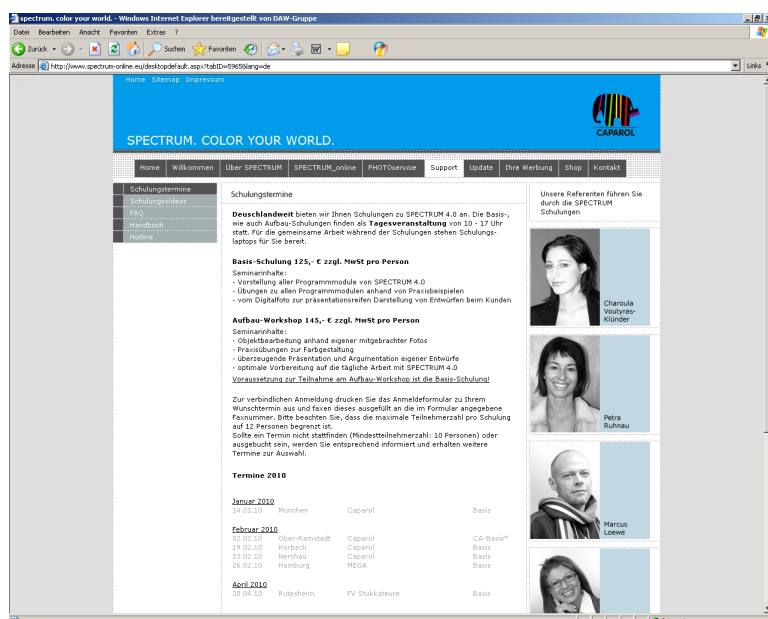 spectrum. color your world. - Windows Internet Explorer bereitgestellt von DAW-Gruppe
Datei Bearbeiten Ansicht Favoriten Extras ?
Zurück Suchen Favoriten
Adresse http://www.spectrum-online.eu/desktopdefault.aspx?tabID=5965&lang=de Links
Home Sitemap Impressum
CAPAROL
SPECTRUM. COLOR YOUR WORLD.
Home Willkommen Über SPECTRUM SPECTRUM_online PHOTOservice Support Update Ihre Werbung Shop Kontakt
Schulungstermine
Schulungsvideos
FAQ
Handbuch
Hotline
Schulungstermine
Deuschlandweit bieten wir Ihnen Schulungen zu SPECTRUM 4.0 an. Die Basis-,
wie auch Aufbau-Schulungen finden als Tagesveranstaltung von 10 - 17 Uhr
statt. Für die gemeinsame Arbeit während der Schulungen stehen Schulungs-
laptops für Sie bereit.
Basis-Schulung 125,- € zzgl. MwSt pro Person
Seminarinhalte:
- Vorstellung aller Programmmodule von SPECTRUM 4.0
- Übungen zu allen Programmmodulen anhand von Praxisbeispielen
- vom Digitalfoto zur präsentationsreifen Darstellung von Entwürfen beim Kunden
Aufbau-Workshop 145,- € zzgl. MwSt pro Person
Seminarinhalte:
- Objektbearbeitung anhand eigener mitgebrachter Fotos
- Praxisübungen zur Farbgestaltung
- überzeugende Präsentation und Argumentation eigener Entwürfe
- optimale Vorbereitung auf die tägliche Arbeit mit SPECTRUM 4.0
Voraussetzung zur Teilnahme am Aufbau-Workshop ist die Basis-Schulung!
Zur verbindlichen Anmeldung drucken Sie das Anmeldeformular zu Ihrem
Wunschtermin aus und faxen dieses ausgefüllt an die im Formular angegebene
Faxnummer. Bitte beachten Sie, dass die maximale Teilnehmerzahl pro Schulung
auf 12 Personen begrenzt ist.
Sollte ein Termin nicht stattfinden (Mindestteilnehmerzahl: 10 Personen) oder
ausgebucht sein, werden Sie entsprechend informiert und erhalten weitere
Termine zur Auswahl.
Termine 2010
Januar 2010
14.01.10 München Caparol Basis
Februar 2010
02.02.10 Ober-Ramstadt Caparol CA-Basis*
19.02.10 Korbach Caparol Basis
23.02.10 Nerchau Caparol Basis
26.02.10 Hamburg MEGA Basis
April 2010
30.04.10 Rutesheim FV Stukkateure Basis
Unsere Referenten führen Sie
durch die SPECTRUM
Schulungen
Charoula
Voutyras-
Klünder
Petra
Ruhnau
Marcus
Loewe